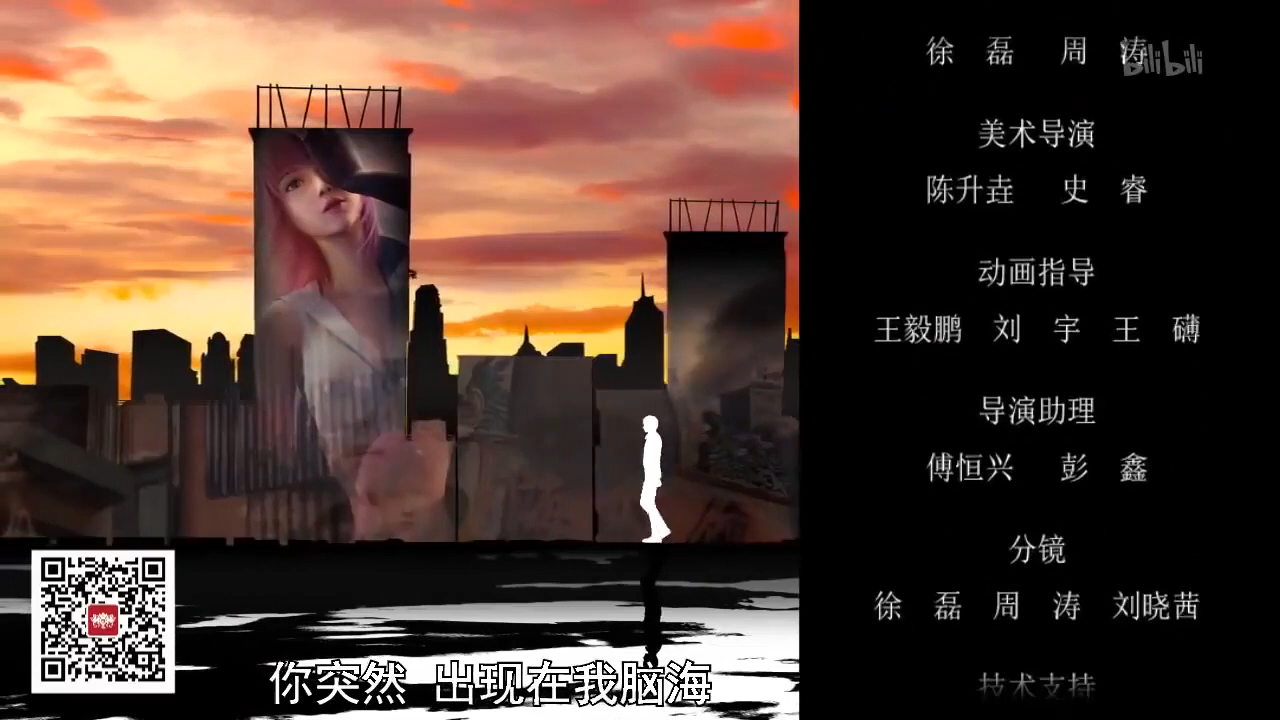 徐 磊 周 涛
bilibili
美术导演
陈升垚 史 睿
动画指导
王毅鹏 刘 宇 王 礴
导演助理
傅恒兴 彭 鑫
分镜
徐 磊 周 涛 刘晓茜
技术支持
你突然 出现在我脑海